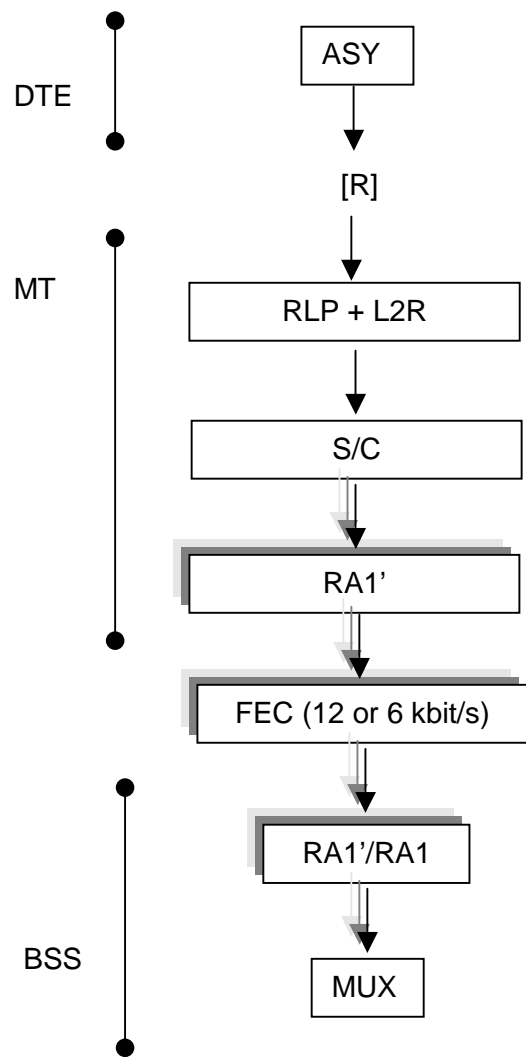 ASY
DTE
[R]
MT
RLP + L2R
S/C
RA1’
FEC (12 or 6 kbit/s)
RA1’/RA1
BSS
MUX